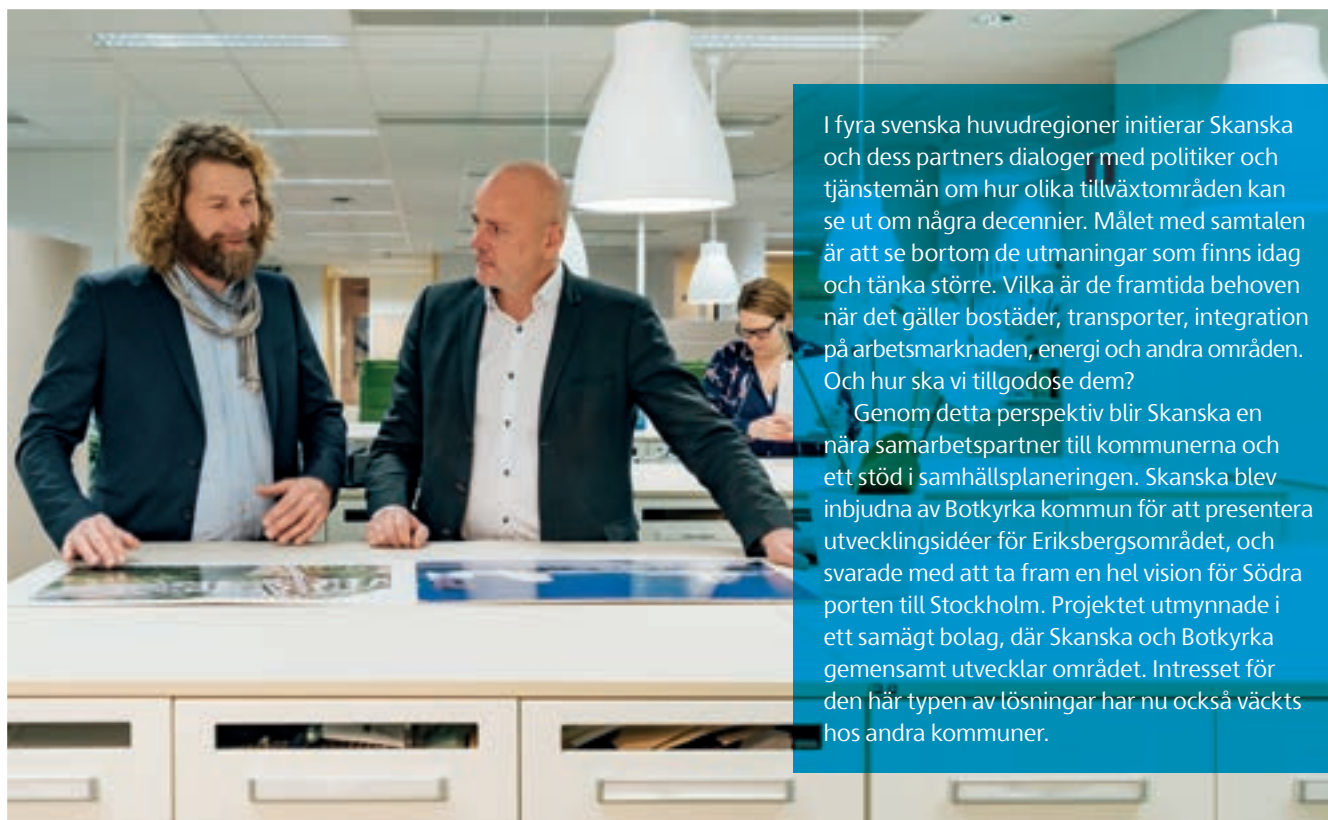 I fyra svenska huvudregioner initierar Skanska
och dess partners dialoger med politiker och
tjänstemän om hur olika tillväxtområden kan
se ut om några decennier. Målet med samtalen
är att se bortom de utmaningar som finns idag
och tänka större. Vilka är de framtida behoven
när det gäller bostäder, transporter, integration
på arbetsmarknaden, energi och andra områden.
Och hur ska vi tillgodose dem?
Genom detta perspektiv blir Skanska en
nära samarbetspartner till kommunerna och
ett stöd i samhällsplaneringen. Skanska blev
inbjudna av Botkyrka kommun för att presentera
utvecklingsidéer för Eriksbergsområdet, och
svarade med att ta fram en hel vision för Södra
porten till Stockholm. Projektet utmynnade i
ett samägt bolag, där Skanska och Botkyrka
gemensamt utvecklar området. Intresset för
den här typen av lösningar har nu också väckts
hos andra kommuner.